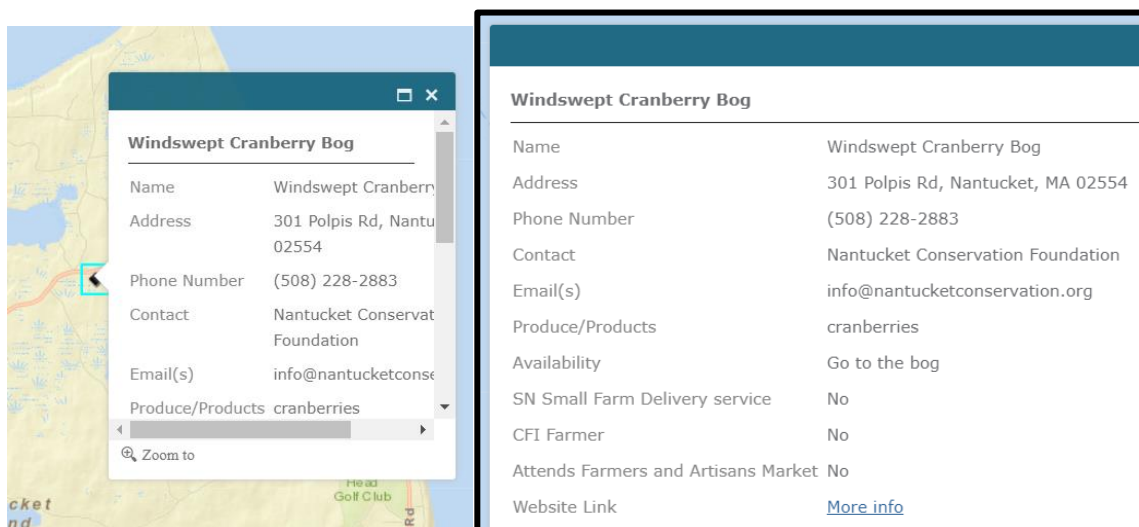 Windswept Cranberry Bog
Name Windswept Cranberry
Address 301 Polpis Rd, Nantu
02554
Phone Number (508) 228-2883
Contact Nantucket Conservat
Foundation
Email(s) info@nantucketconse
Produce/Products cranberries
Zoom to
Head
Golf Club
Rd
cket
nd
Windswept Cranberry Bog
Name Windswept Cranberry Bog
Address 301 Polpis Rd, Nantucket, MA 02554
Phone Number (508) 228-2883
Contact Nantucket Conservation Foundation
Email(s) info@nantucketconservation.org
Produce/Products cranberries
Availability Go to the bog
SN Small Farm Delivery service No
CFI Farmer No
Attends Farmers and Artisans Market No
Website Link More info